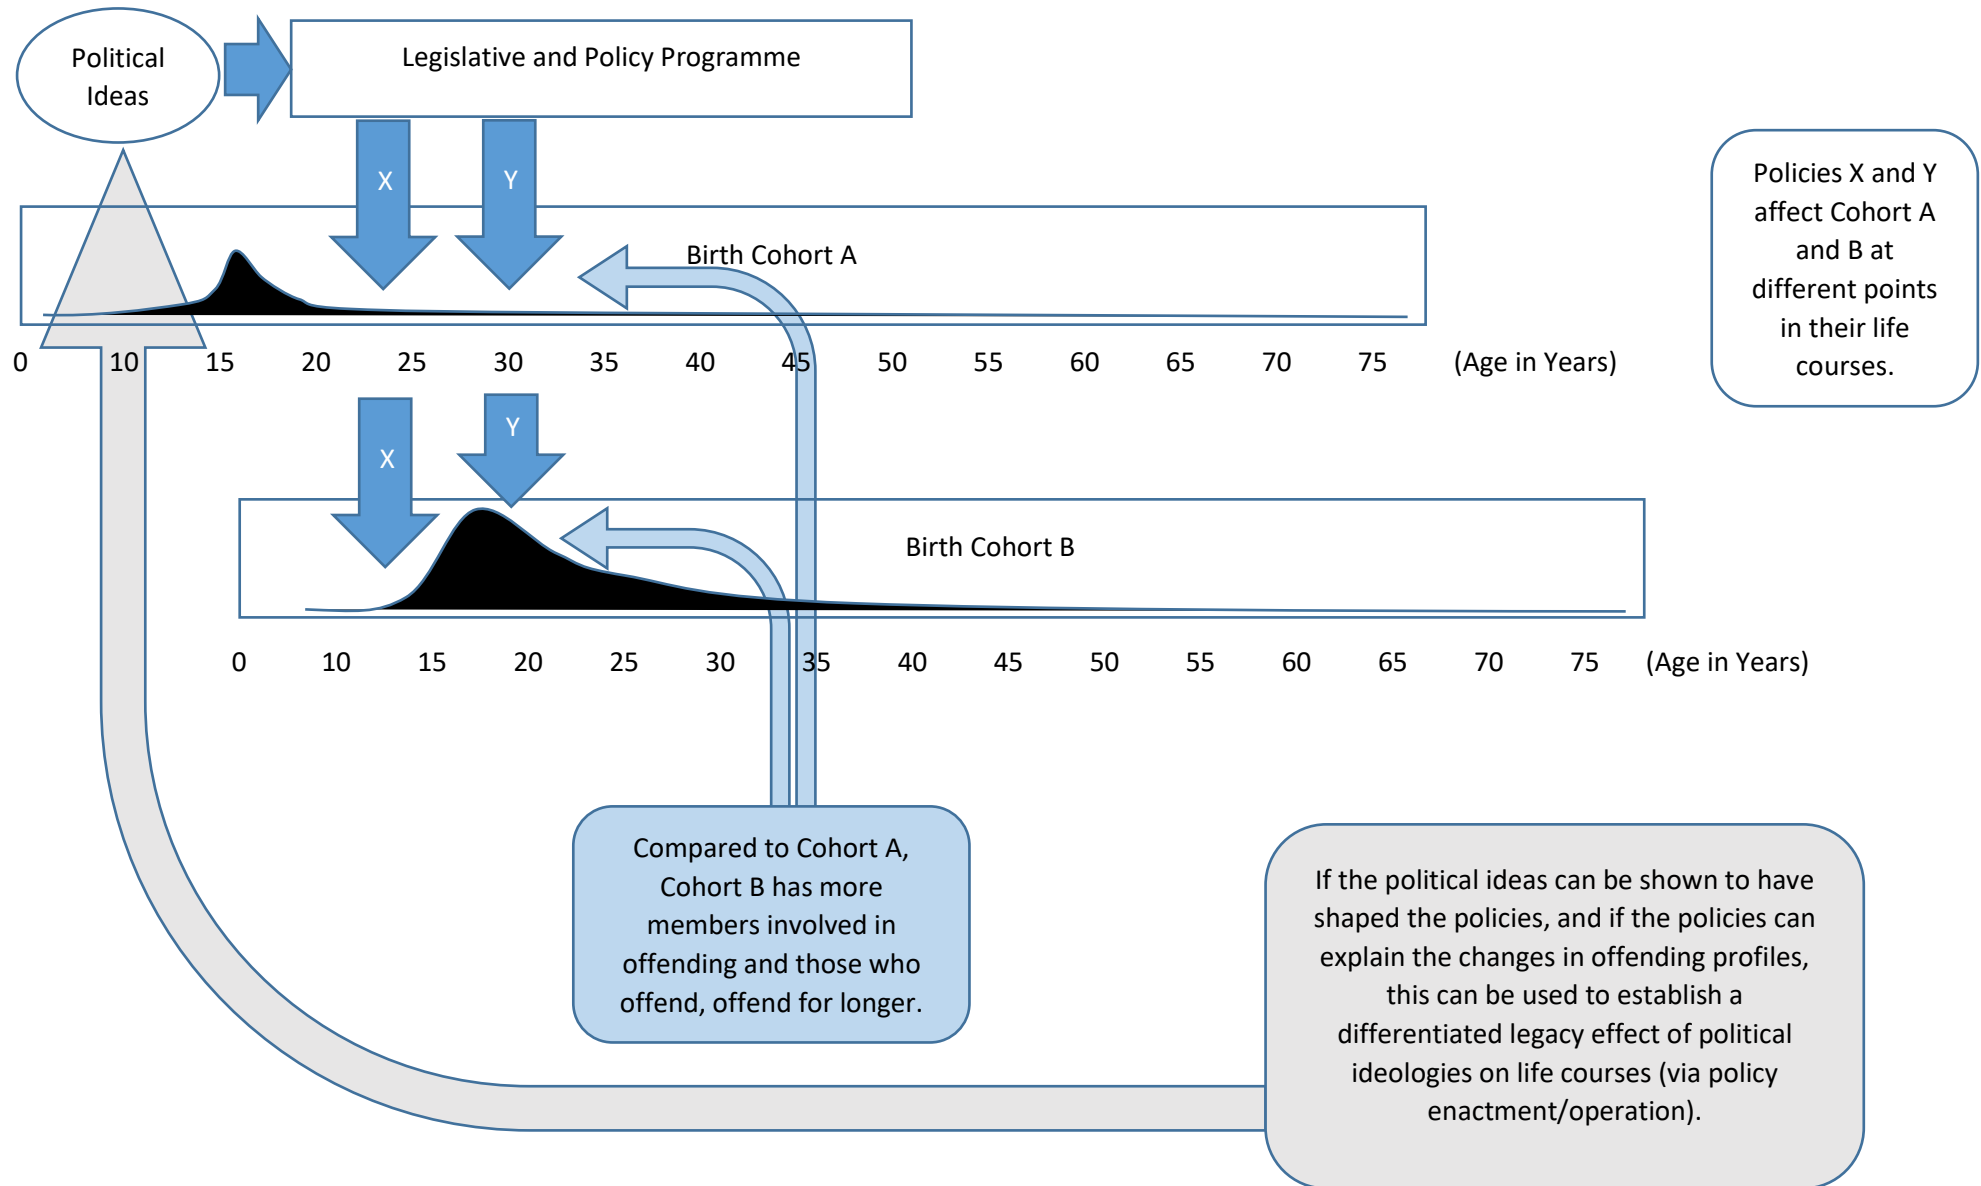 Political
Ideas
Legislative and Policy Programme
X
Y
Policies X and Y
affect Cohort A
and B at
different points
in their life
courses.
Birth Cohort A
0 10 15 20 25 30 35 40 45 50 55 60 65 70 75 (Age in Years)
X
Y
Birth Cohort B
0 10 15 20 25 30 35 40 45 50 55 60 65 70 75 (Age in Years)
Compared to Cohort A,
Cohort B has more
members involved in
offending and those who
offend, offend for longer.
If the political ideas can be shown to have
shaped the policies, and if the policies can
explain the changes in offending profiles,
this can be used to establish a
differentiated legacy effect of political
ideologies on life courses (via policy
enactment/operation).